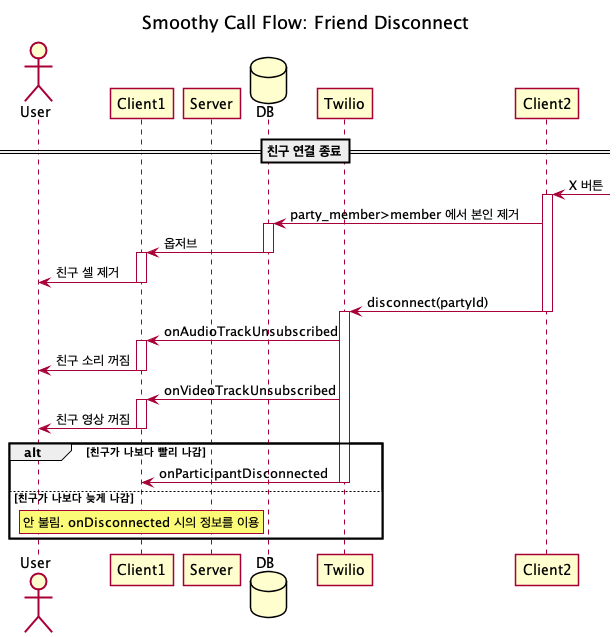 Smoothy Call Flow: Friend Disconnect
User
Client1
Server
DB
Twilio
Client2
친구 연결 종료
X 버튼
party_member>member 에서 본인 제거
옵저브
친구 셀 제거
disconnect(partyId)
onAudioTrackUnsubscribed
친구 소리 꺼짐
onVideoTrackUnsubscribed
친구 영상 꺼짐
alt [친구가 나보다 빨리 나감]
onParticipantDisconnected
[친구가 나보다 늦게 나감]
안 불림. onDisconnected 시의 정보를 이용
User
Client1
Server
DB
Twilio
Client2